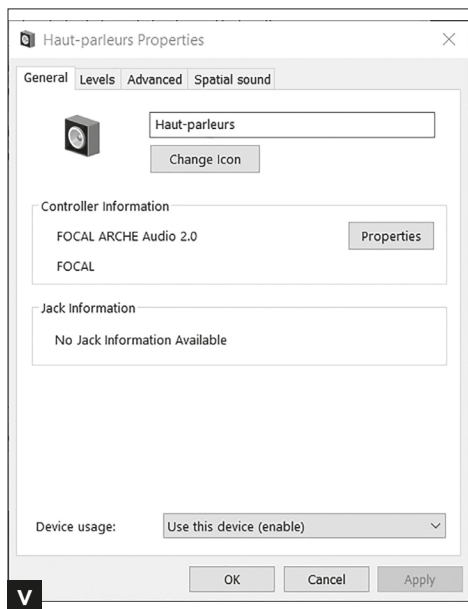 Haut-parleurs Properties
General Levels Advanced Spatial sound
Haut-parleurs
Change Icon
Controller Information
FOCAL ARCHE Audio 2.0
Properties
FOCAL
Jack Information
No Jack Information Available
Device usage:
Use this device (enable)
OK Cancel Apply
V